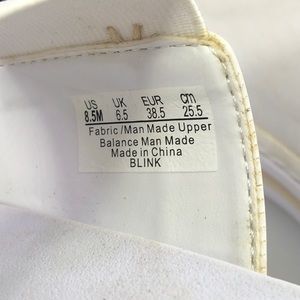 US UK EUR cm
8.5M 6.5 38.5 25.5
Fabric/Man Made Upper
Balance Man Made
Made in China
BLINK